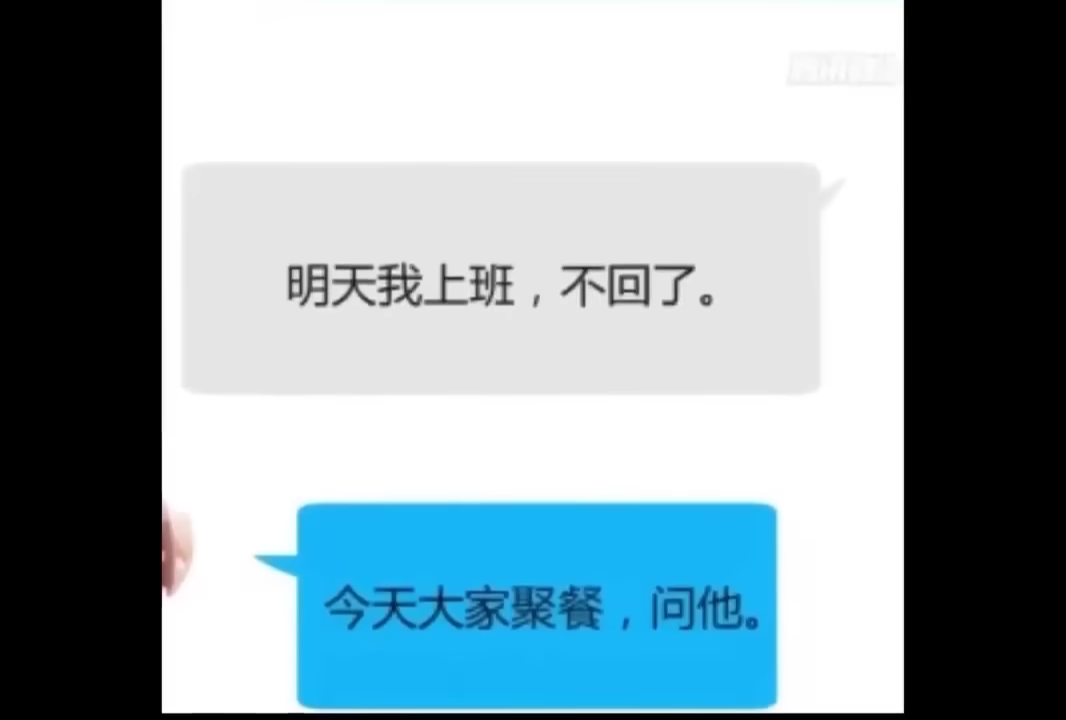 明天我上班，不回了。
今天大家聚餐，问他。